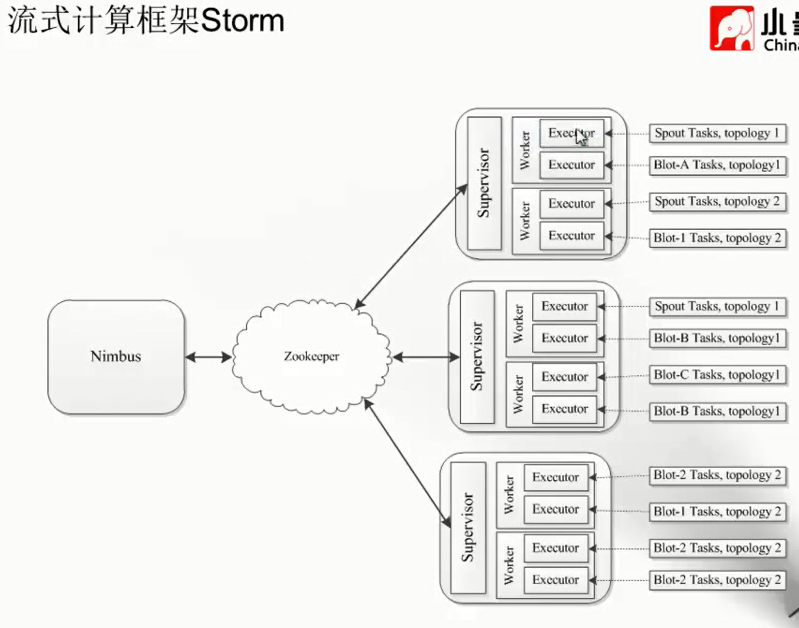 流式计算框架Storm
China
Nimbus
Zookeeper
Supervisor
Worker
Executor
Executor
Worker
Executor
Executor
Spout Tasks, topology 1
Blot-A Tasks, topology1
Spout Tasks, topology 2
Blot-1 Tasks, topology 2
Supervisor
Worker
Executor
Executor
Worker
Executor
Executor
Spout Tasks, topology 1
Blot-B Tasks, topology1
Blot-C Tasks, topology1
Blot-B Tasks, topology1
Supervisor
Worker
Executor
Executor
Worker
Executor
Executor
Blot-2 Tasks, topology 2
Blot-1 Tasks, topology 2
Blot-2 Tasks, topology 2
Blot-2 Tasks, topology 2